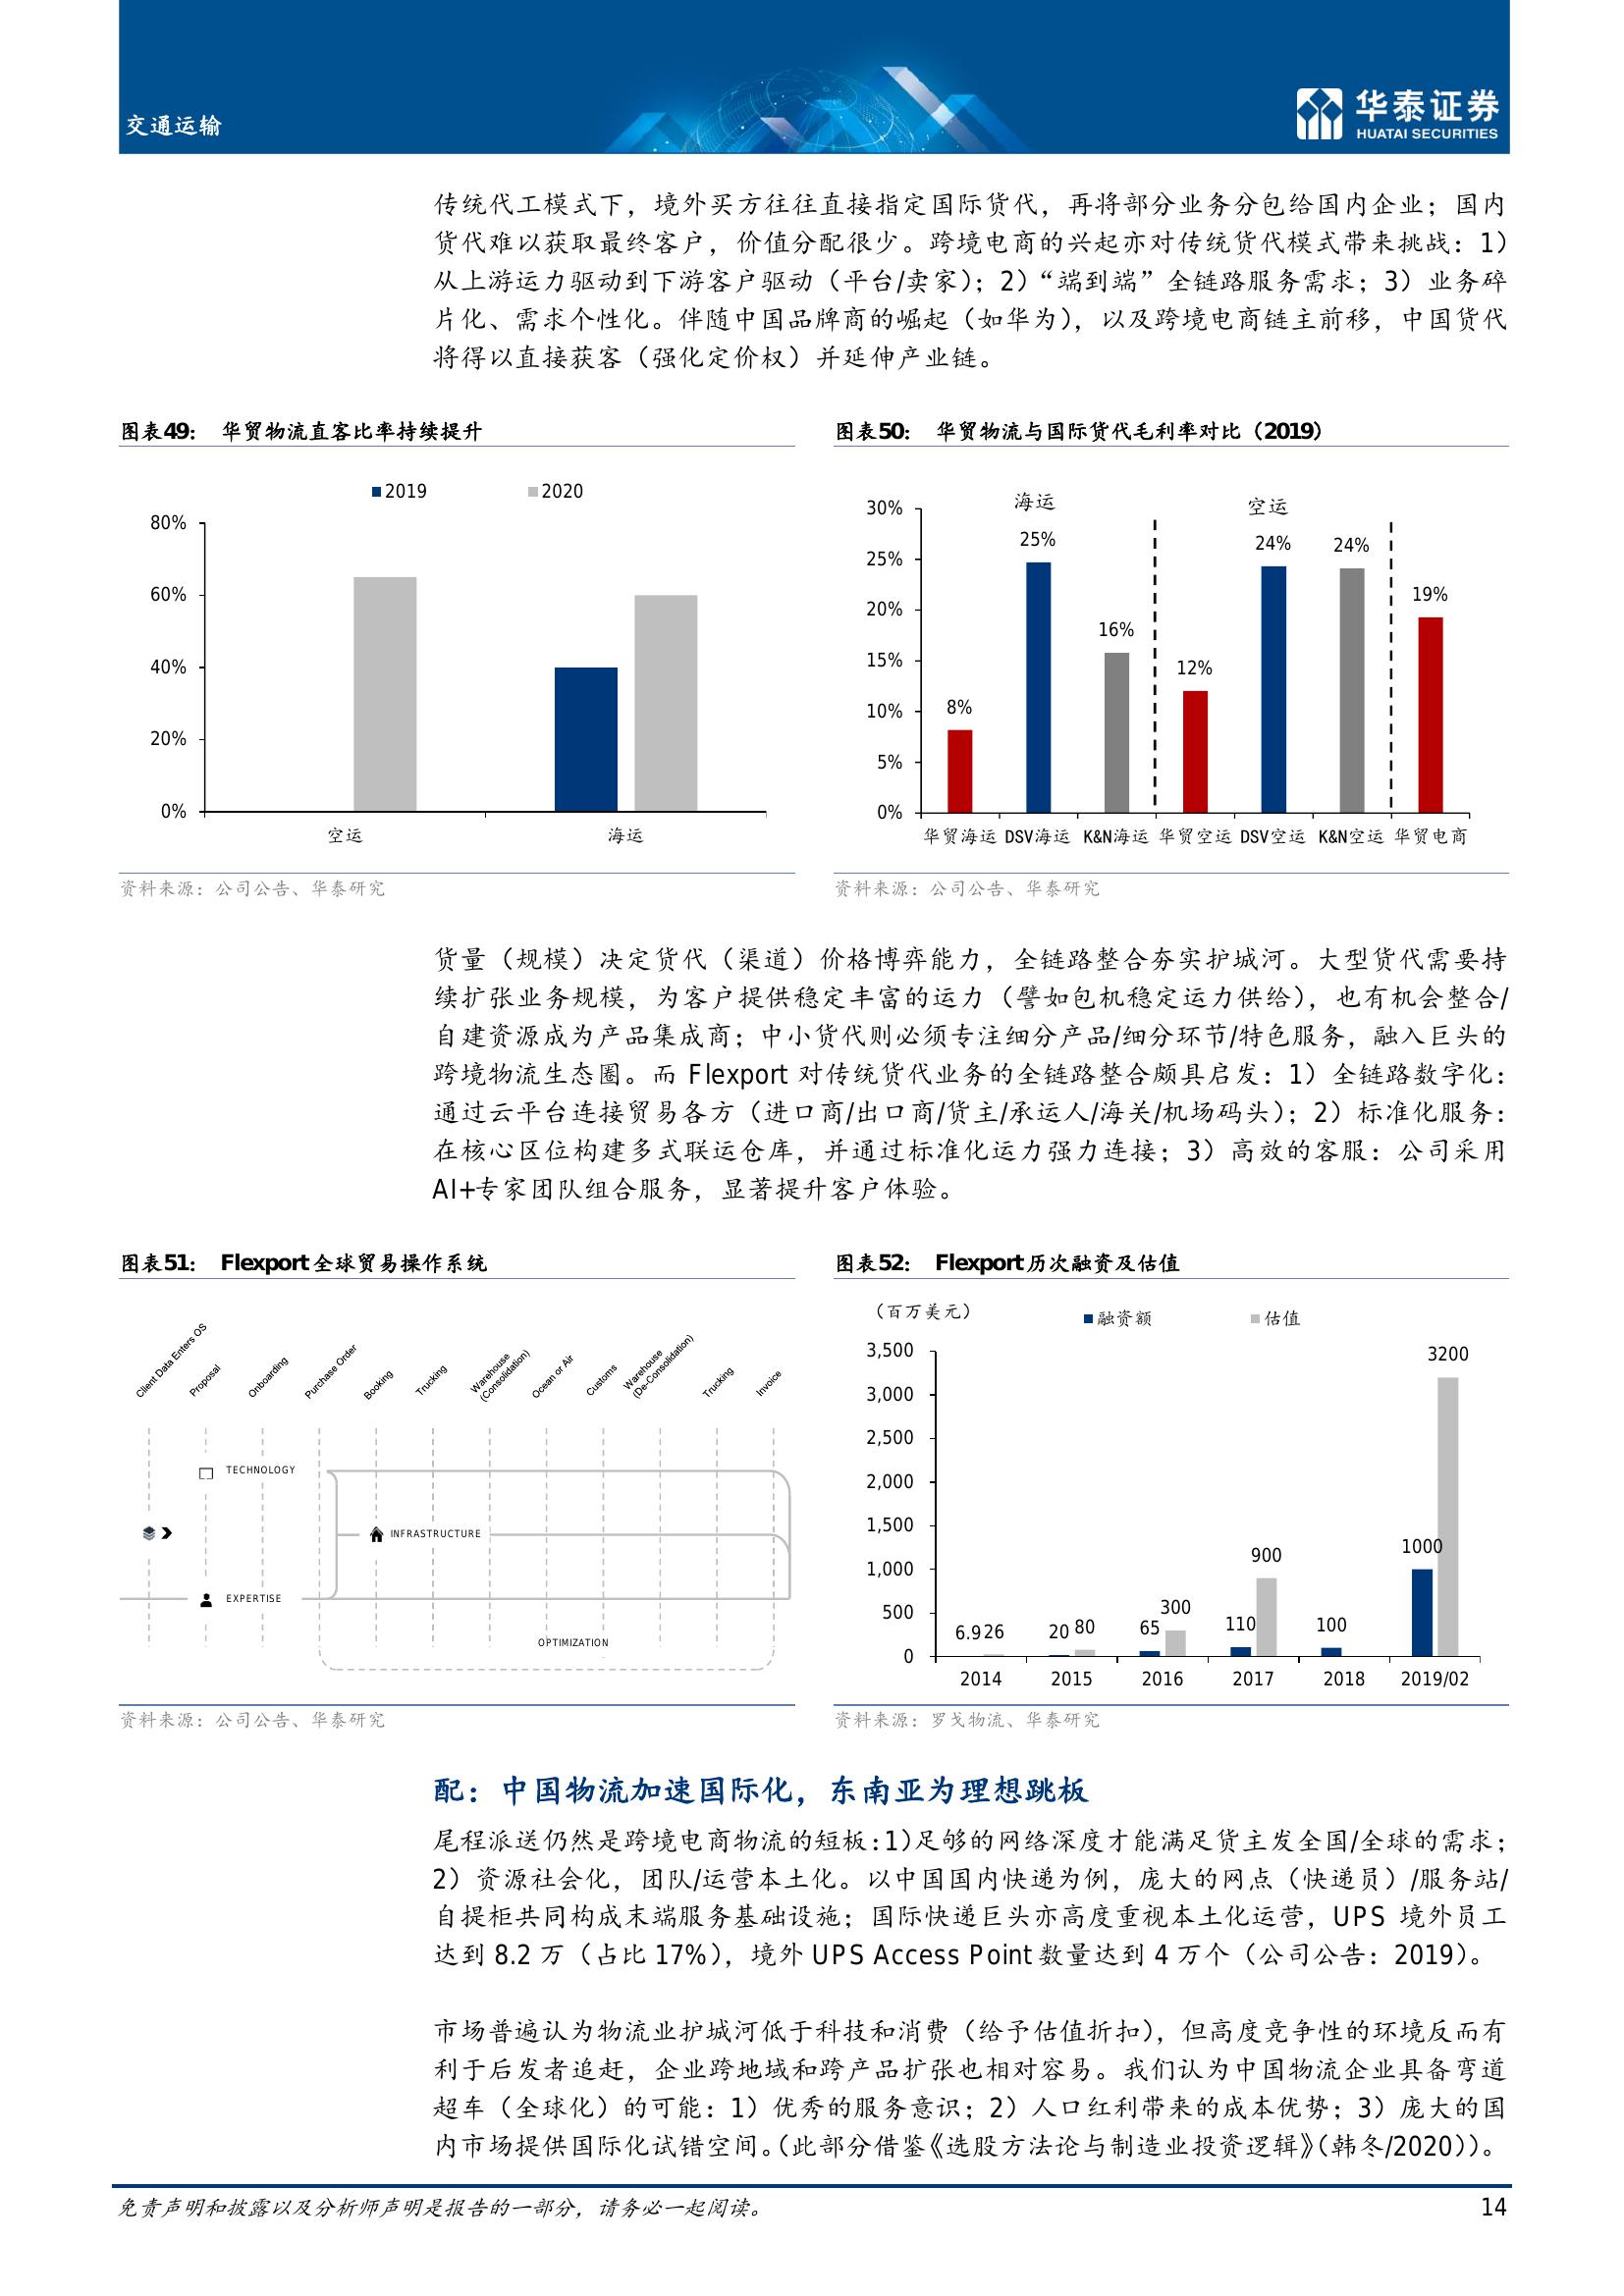 交通运输
华泰证券
HUATAI SECURITIES
传统代工模式下，境外买方往往直接指定国际货代，再将部分业务分包给国内企业；国内
货代难以获取最终客户，价值分配很少。跨境电商的兴起亦对传统货代模式带来挑战：1）
从上游运力驱动到下游客户驱动（平台/卖家）；2）“端到端”全链路服务需求；3）业务碎
片化、需求个性化。伴随中国品牌商的崛起（如华为），以及跨境电商链主前移，中国货代
将得以直接获客（强化定价权）并延伸产业链。
图表49： 华贸物流直客比率持续提升
2019 2020
80%
60%
40%
20%
0%
空运 海运
资料来源：公司公告、华泰研究
图表50： 华贸物流与国际货代毛利率对比（2019）
海运 空运
30%
25%
20%
15%
10%
5%
0%
8% 25% 16% 12% 24% 24% 19%
华贸海运 DSV海运 K&N海运 华贸空运 DSV空运 K&N空运 华贸电商
资料来源：公司公告、华泰研究
货量（规模）决定货代（渠道）价格博弈能力，全链路整合夯实护城河。大型货代需要持
续扩张业务规模，为客户提供稳定丰富的运力（譬如包机稳定运力供给），也有机会整合/
自建资源成为产品集成商；中小货代则必须专注细分产品/细分环节/特色服务，融入巨头的
跨境物流生态圈。而 Flexport 对传统货代业务的全链路整合颇具启发：1）全链路数字化：
通过云平台连接贸易各方（进口商/出口商/货主/承运人/海关/机场码头）；2）标准化服务：
在核心区位构建多式联运仓库，并通过标准化运力强力连接；3）高效的客服：公司采用
AI+专家团队组合服务，显著提升客户体验。
图表51： Flexport全球贸易操作系统
Client Data Enters OS
Proposal
Onboarding
Purchase Order
Booking
Trucking
Warehouse
(Consolidation)
Ocean or Air
Customs
Warehouse
(De-Consolidation)
Trucking
Invoice
TECHNOLOGY
INFRASTRUCTURE
EXPERTISE
OPTIMIZATION
资料来源：公司公告、华泰研究
图表52： Flexport历次融资及估值
（百万美元）
融资额 估值
3,500
3,000
2,500
2,000
1,500
1,000
500
0
6.9 26 20 80 65 300 110 900 100 1000 3200
2014 2015 2016 2017 2018 2019/02
资料来源：罗戈物流、华泰研究
配：中国物流加速国际化，东南亚为理想跳板
尾程派送仍然是跨境电商物流的短板：1）足够的网络深度才能满足货主发全国/全球的需求；
2）资源社会化，团队/运营本土化。以中国国内快递为例，庞大的网点（快递员）/服务站/
自提柜共同构成末端服务基础设施；国际快递巨头亦高度重视本土化运营，UPS 境外员工
达到 8.2 万（占比 17%），境外 UPS Access Point 数量达到 4 万个（公司公告：2019）。
市场普遍认为物流业护城河低于科技和消费（给予估值折扣），但高度竞争性的环境反而有
利于后发者追赶，企业跨地域和跨产品扩张也相对容易。我们认为中国物流企业具备弯道
超车（全球化）的可能：1）优秀的服务意识；2）人口红利带来的成本优势；3）庞大的国
内市场提供国际化试错空间。（此部分借鉴《选股方法论与制造业投资逻辑》（韩冬/2020））。
免责声明和披露以及分析师声明是报告的一部分，请务必一起阅读。
14